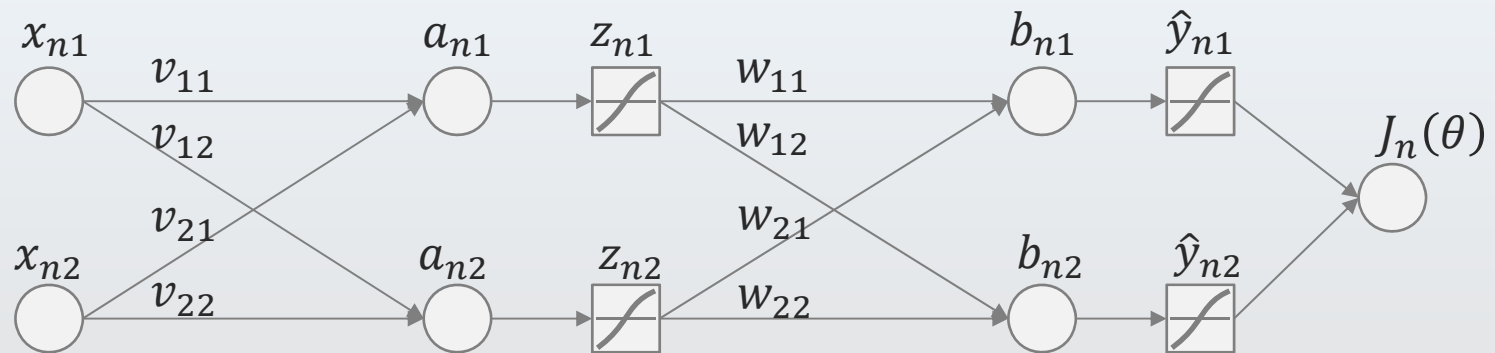 x_{n1} a_{n1} z_{n1} b_{n1} ŷ_{n1}
v_{11} w_{11}
v_{12} w_{12}
J_n(θ)
v_{21} w_{21}
x_{n2} a_{n2} z_{n2} b_{n2} ŷ_{n2}
v_{22} w_{22}